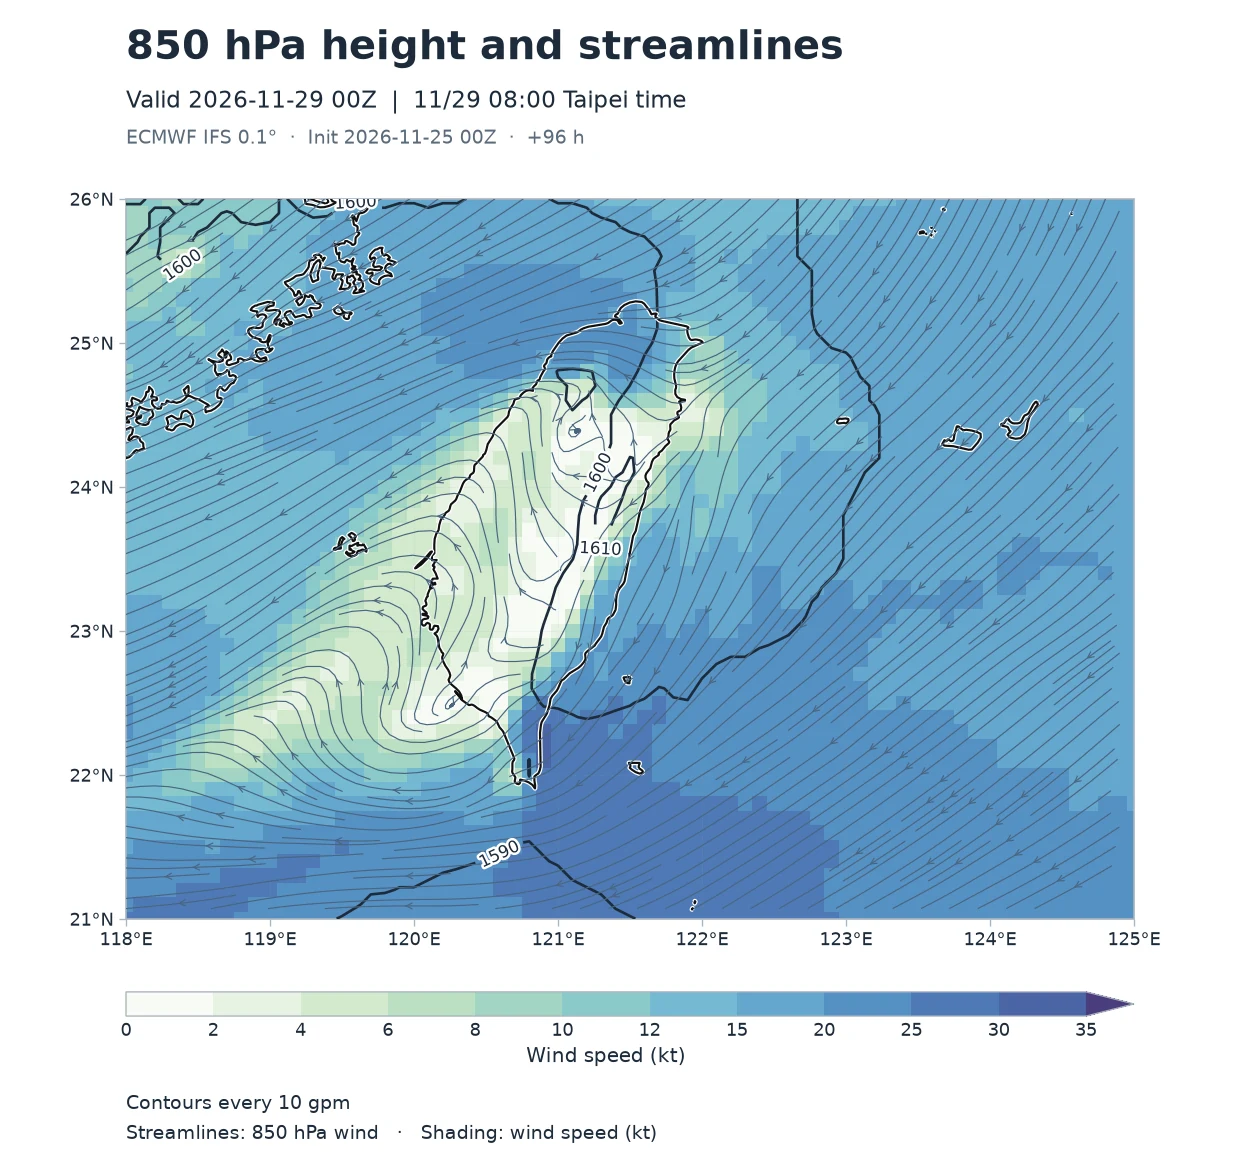 850 hPa height and streamlines
Valid 2026-11-29 00Z | 11/29 08:00 Taipei time
ECMWF IFS 0.1° · Init 2026-11-25 00Z · +96 h
26°N
1600
1600
25°N
24°N
1600
1610
23°N
22°N
1590
21°N
118°E 119°E 120°E 121°E 122°E 123°E 124°E 125°E
0 2 4 6 8 10 12 15 20 25 30 35
Wind speed (kt)
Contours every 10 gpm
Streamlines: 850 hPa wind · Shading: wind speed (kt)